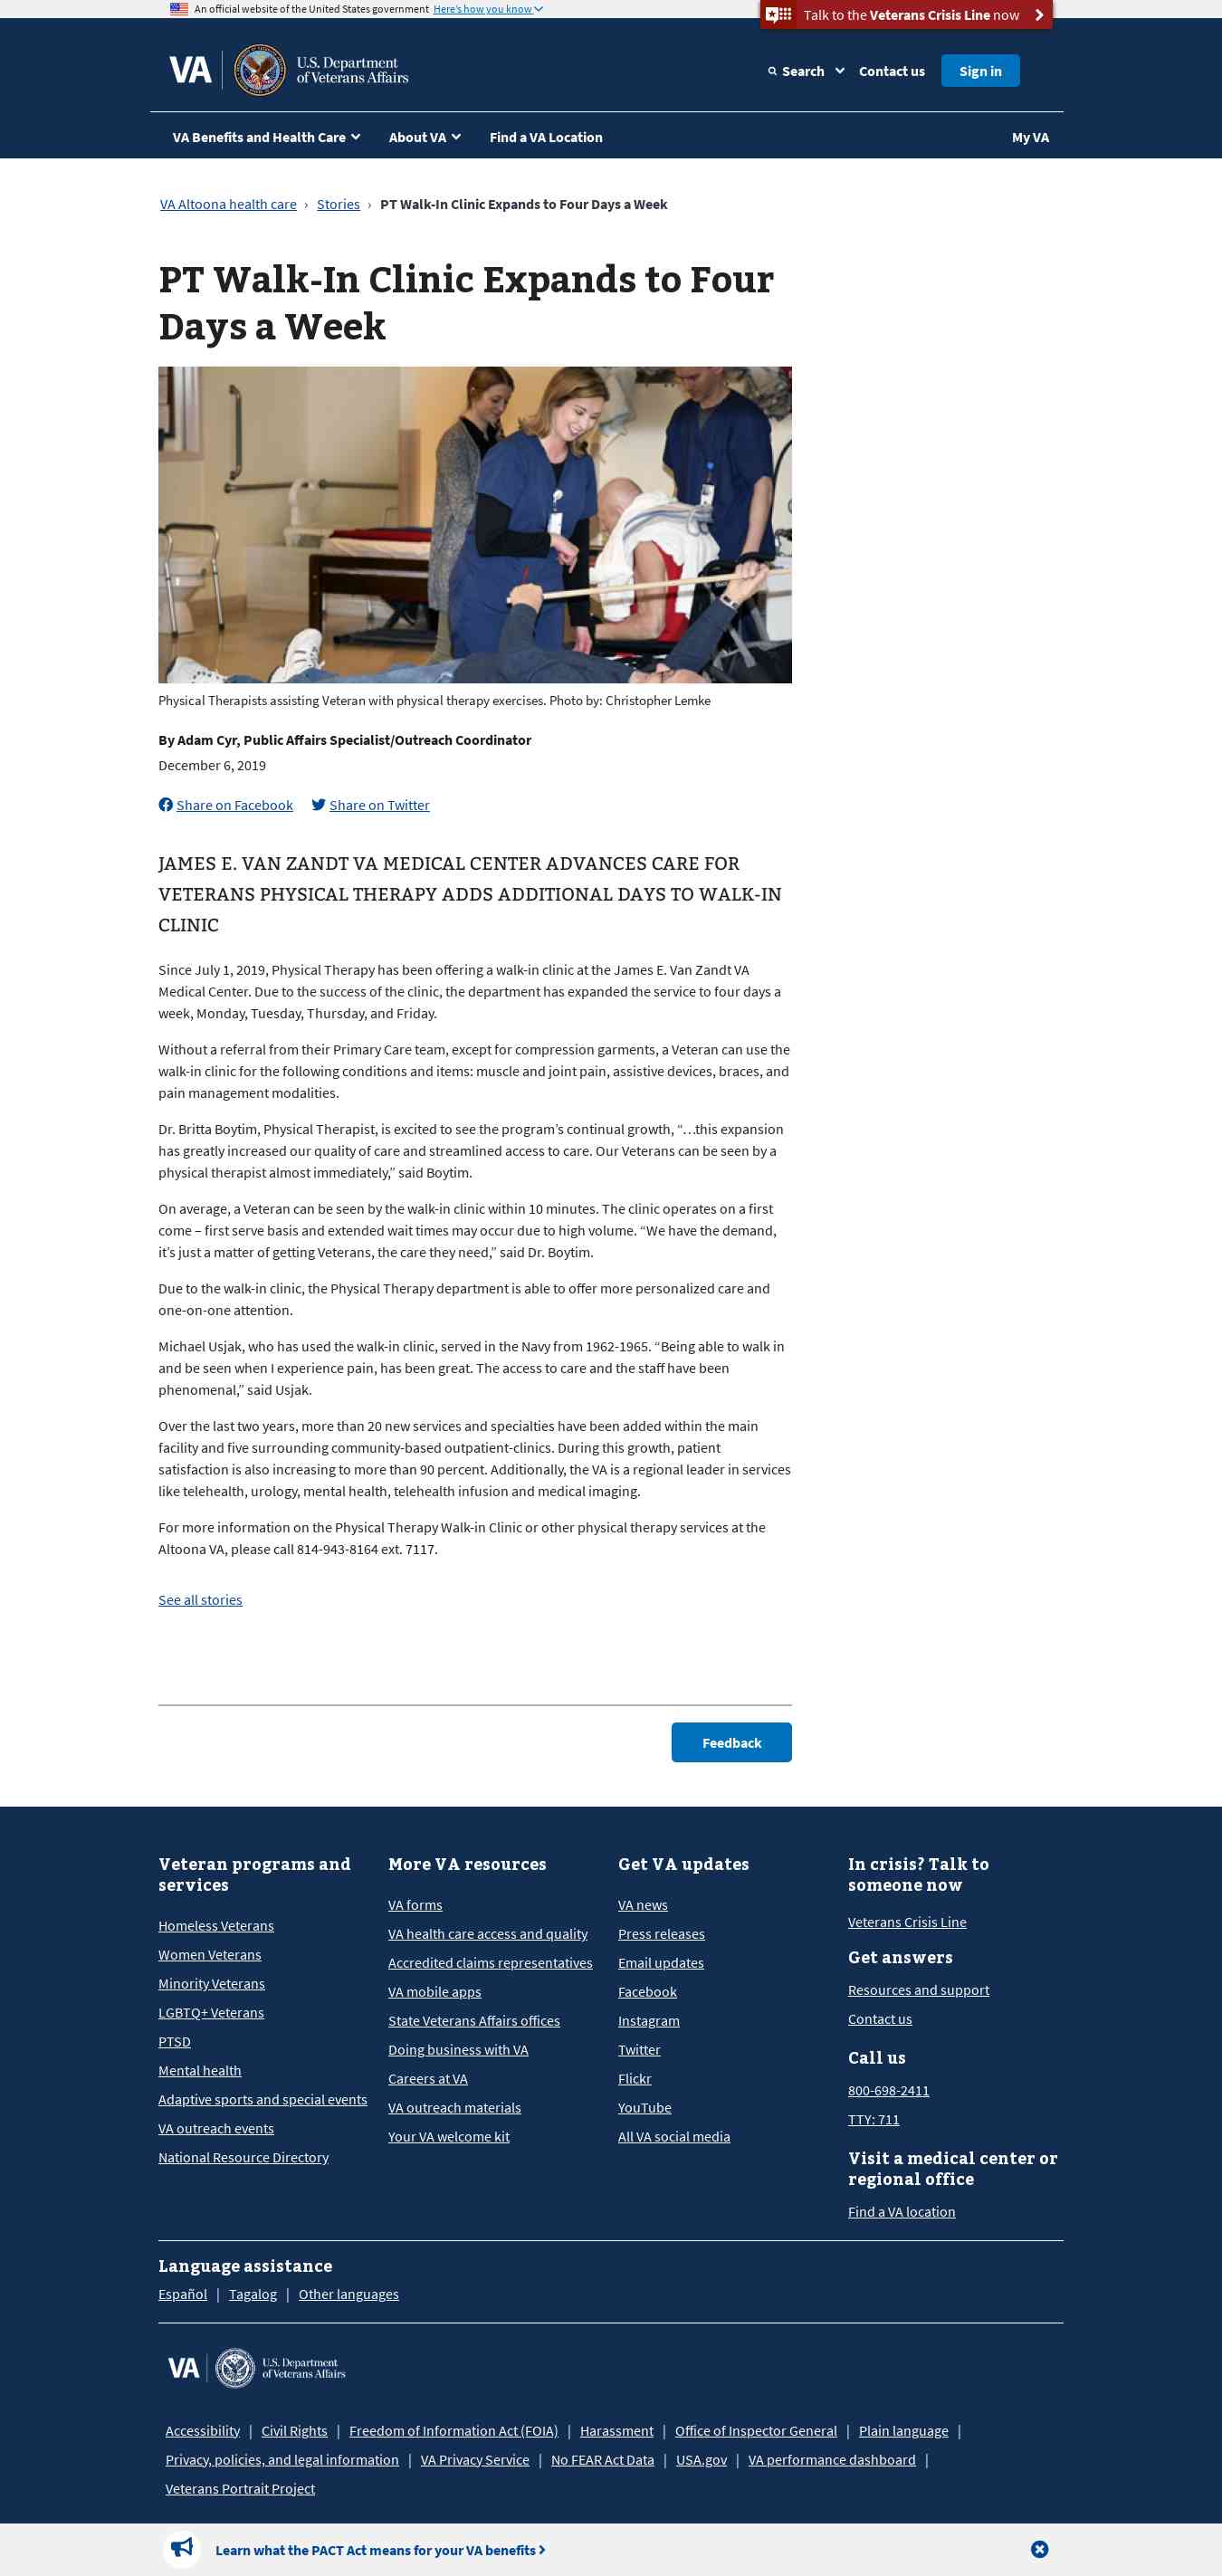 An official website of the United States government Here's how you know
Talk to the Veterans Crisis Line now
VA
U.S. Department
of Veterans Affairs
Search
Contact us
Sign in
VA Benefits and Health Care
About VA
Find a VA Location
My VA
VA Altoona health care › Stories › PT Walk-In Clinic Expands to Four Days a Week
PT Walk-In Clinic Expands to Four
Days a Week
Physical Therapists assisting Veteran with physical therapy exercises. Photo by: Christopher Lemke
By Adam Cyr, Public Affairs Specialist/Outreach Coordinator
December 6, 2019
Share on Facebook
Share on Twitter
JAMES E. VAN ZANDT VA MEDICAL CENTER ADVANCES CARE FOR
VETERANS PHYSICAL THERAPY ADDS ADDITIONAL DAYS TO WALK-IN
CLINIC
Since July 1, 2019, Physical Therapy has been offering a walk-in clinic at the James E. Van Zandt VA
Medical Center. Due to the success of the clinic, the department has expanded the service to four days a
week, Monday, Tuesday, Thursday, and Friday.
Without a referral from their Primary Care team, except for compression garments, a Veteran can use the
walk-in clinic for the following conditions and items: muscle and joint pain, assistive devices, braces, and
pain management modalities.
Dr. Britta Boytim, Physical Therapist, is excited to see the program’s continual growth, “…this expansion
has greatly increased our quality of care and streamlined access to care. Our Veterans can be seen by a
physical therapist almost immediately,” said Boytim.
On average, a Veteran can be seen by the walk-in clinic within 10 minutes. The clinic operates on a first
come – first serve basis and extended wait times may occur due to high volume. “We have the demand,
it’s just a matter of getting Veterans, the care they need,” said Dr. Boytim.
Due to the walk-in clinic, the Physical Therapy department is able to offer more personalized care and
one-on-one attention.
Michael Usjak, who has used the walk-in clinic, served in the Navy from 1962-1965. “Being able to walk in
and be seen when I experience pain, has been great. The access to care and the staff have been
phenomenal,” said Usjak.
Over the last two years, more than 20 new services and specialties have been added within the main
facility and five surrounding community-based outpatient-clinics. During this growth, patient
satisfaction is also increasing to more than 90 percent. Additionally, the VA is a regional leader in services
like telehealth, urology, mental health, telehealth infusion and medical imaging.
For more information on the Physical Therapy Walk-in Clinic or other physical therapy services at the
Altoona VA, please call 814-943-8164 ext. 7117.
See all stories
Feedback
Veteran programs and
services
Homeless Veterans
Women Veterans
Minority Veterans
LGBTQ+ Veterans
PTSD
Mental health
Adaptive sports and special events
VA outreach events
National Resource Directory
More VA resources
VA forms
VA health care access and quality
Accredited claims representatives
VA mobile apps
State Veterans Affairs offices
Doing business with VA
Careers at VA
VA outreach materials
Your VA welcome kit
Get VA updates
VA news
Press releases
Email updates
Facebook
Instagram
Twitter
Flickr
YouTube
All VA social media
In crisis? Talk to
someone now
Veterans Crisis Line
Get answers
Resources and support
Contact us
Call us
800-698-2411
TTY: 711
Visit a medical center or
regional office
Find a VA location
Language assistance
Español | Tagalog | Other languages
VA
U.S. Department
of Veterans Affairs
Accessibility | Civil Rights | Freedom of Information Act (FOIA) | Harassment | Office of Inspector General | Plain language |
Privacy, policies, and legal information | VA Privacy Service | No FEAR Act Data | USA.gov | VA performance dashboard |
Veterans Portrait Project
Learn what the PACT Act means for your VA benefits